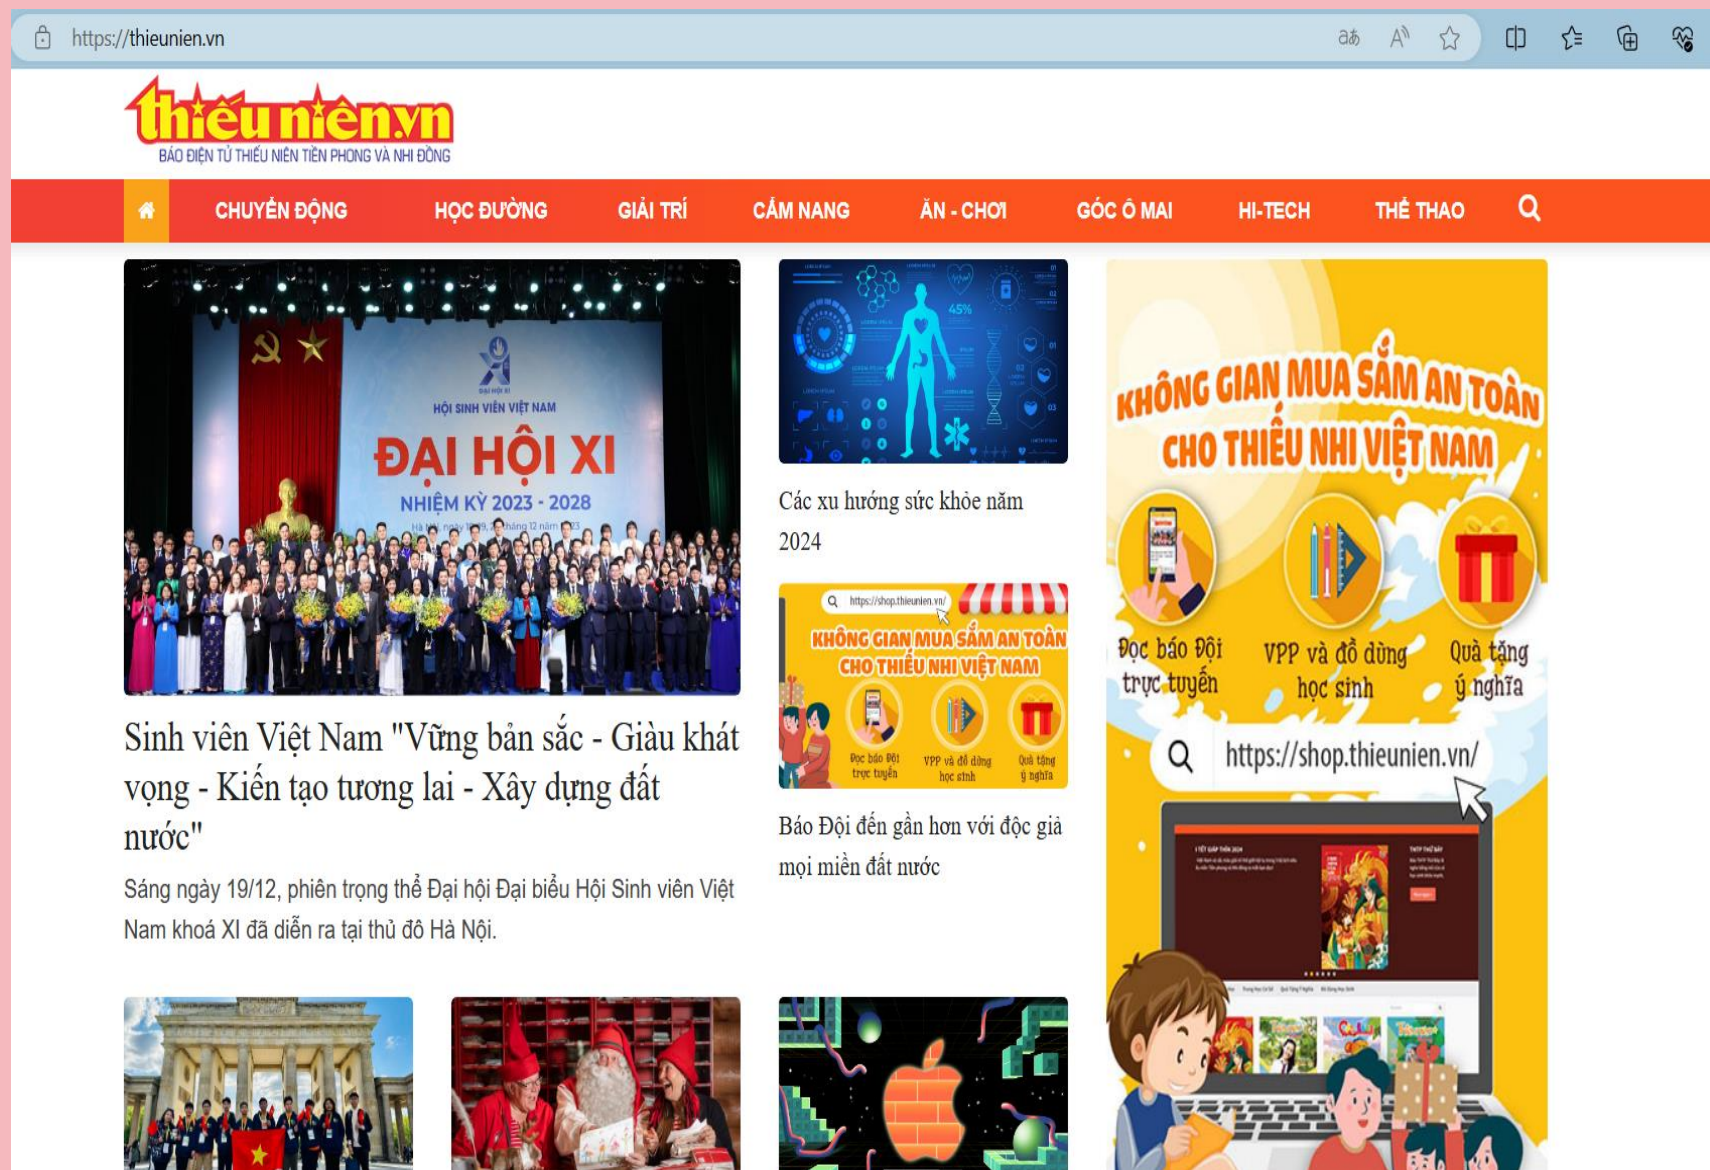 https://thieunien.vn
thiếu niên.vn
BÁO ĐIỆN TỬ THIẾU NIÊN TIỀN PHONG VÀ NHI ĐỒNG
CHUYỂN ĐỘNG
HỌC ĐƯỜNG
GIẢI TRÍ
CẨM NANG
ĂN - CHƠI
GÓC Ô MAI
HI-TECH
THỂ THAO
ĐẠI HỘI XI
HỘI SINH VIÊN VIỆT NAM
ĐẠI HỘI XI
NHIỆM KỲ 2023 - 2028
Sinh viên Việt Nam "Vững bản sắc - Giàu khát
vọng - Kiến tạo tương lai - Xây dựng đất
nước"
Sáng ngày 19/12, phiên trọng thể Đại hội Đại biểu Hội Sinh viên Việt
Nam khoá XI đã diễn ra tại thủ đô Hà Nội.
45%
Các xu hướng sức khỏe năm
2024
https://shop.thieunien.vn/
KHÔNG GIAN MUA SẮM AN TOÀN
CHO THIẾU NHI VIỆT NAM
Đọc báo Đội
trực tuyến
VPP và đồ dùng
học sinh
Quà tặng
ý nghĩa
Báo Đội đến gần hơn với độc giả
mọi miền đất nước
KHÔNG GIAN MUA SẮM AN TOÀN
CHO THIẾU NHI VIỆT NAM
Đọc báo Đội
trực tuyến
VPP và đồ dùng
học sinh
Quà tặng
ý nghĩa
https://shop.thieunien.vn/